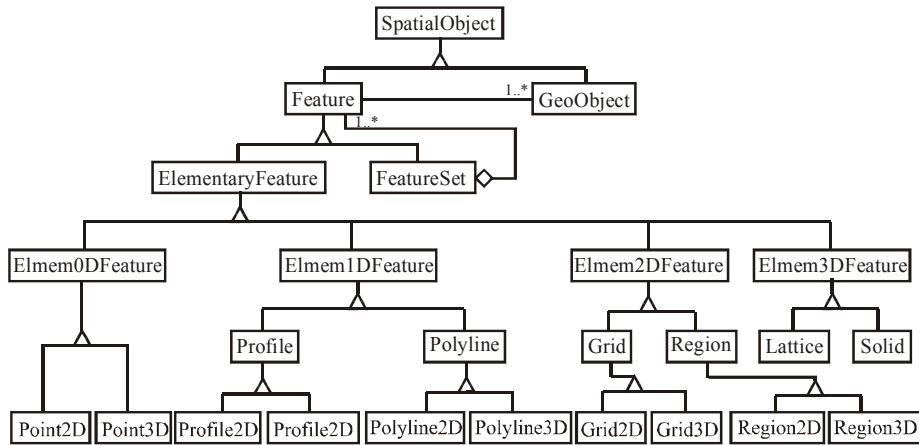 SpatialObject
Feature
1..*
GeoObject
1..*
ElementaryFeature
FeatureSet
Elmem0DFeature
Elmem1DFeature
Elmem2DFeature
Elmem3DFeature
Profile
Polyline
Grid
Region
Lattice
Solid
Point2D
Point3D
Profile2D
Profile2D
Polyline2D
Polyline3D
Grid2D
Grid3D
Region2D
Region3D